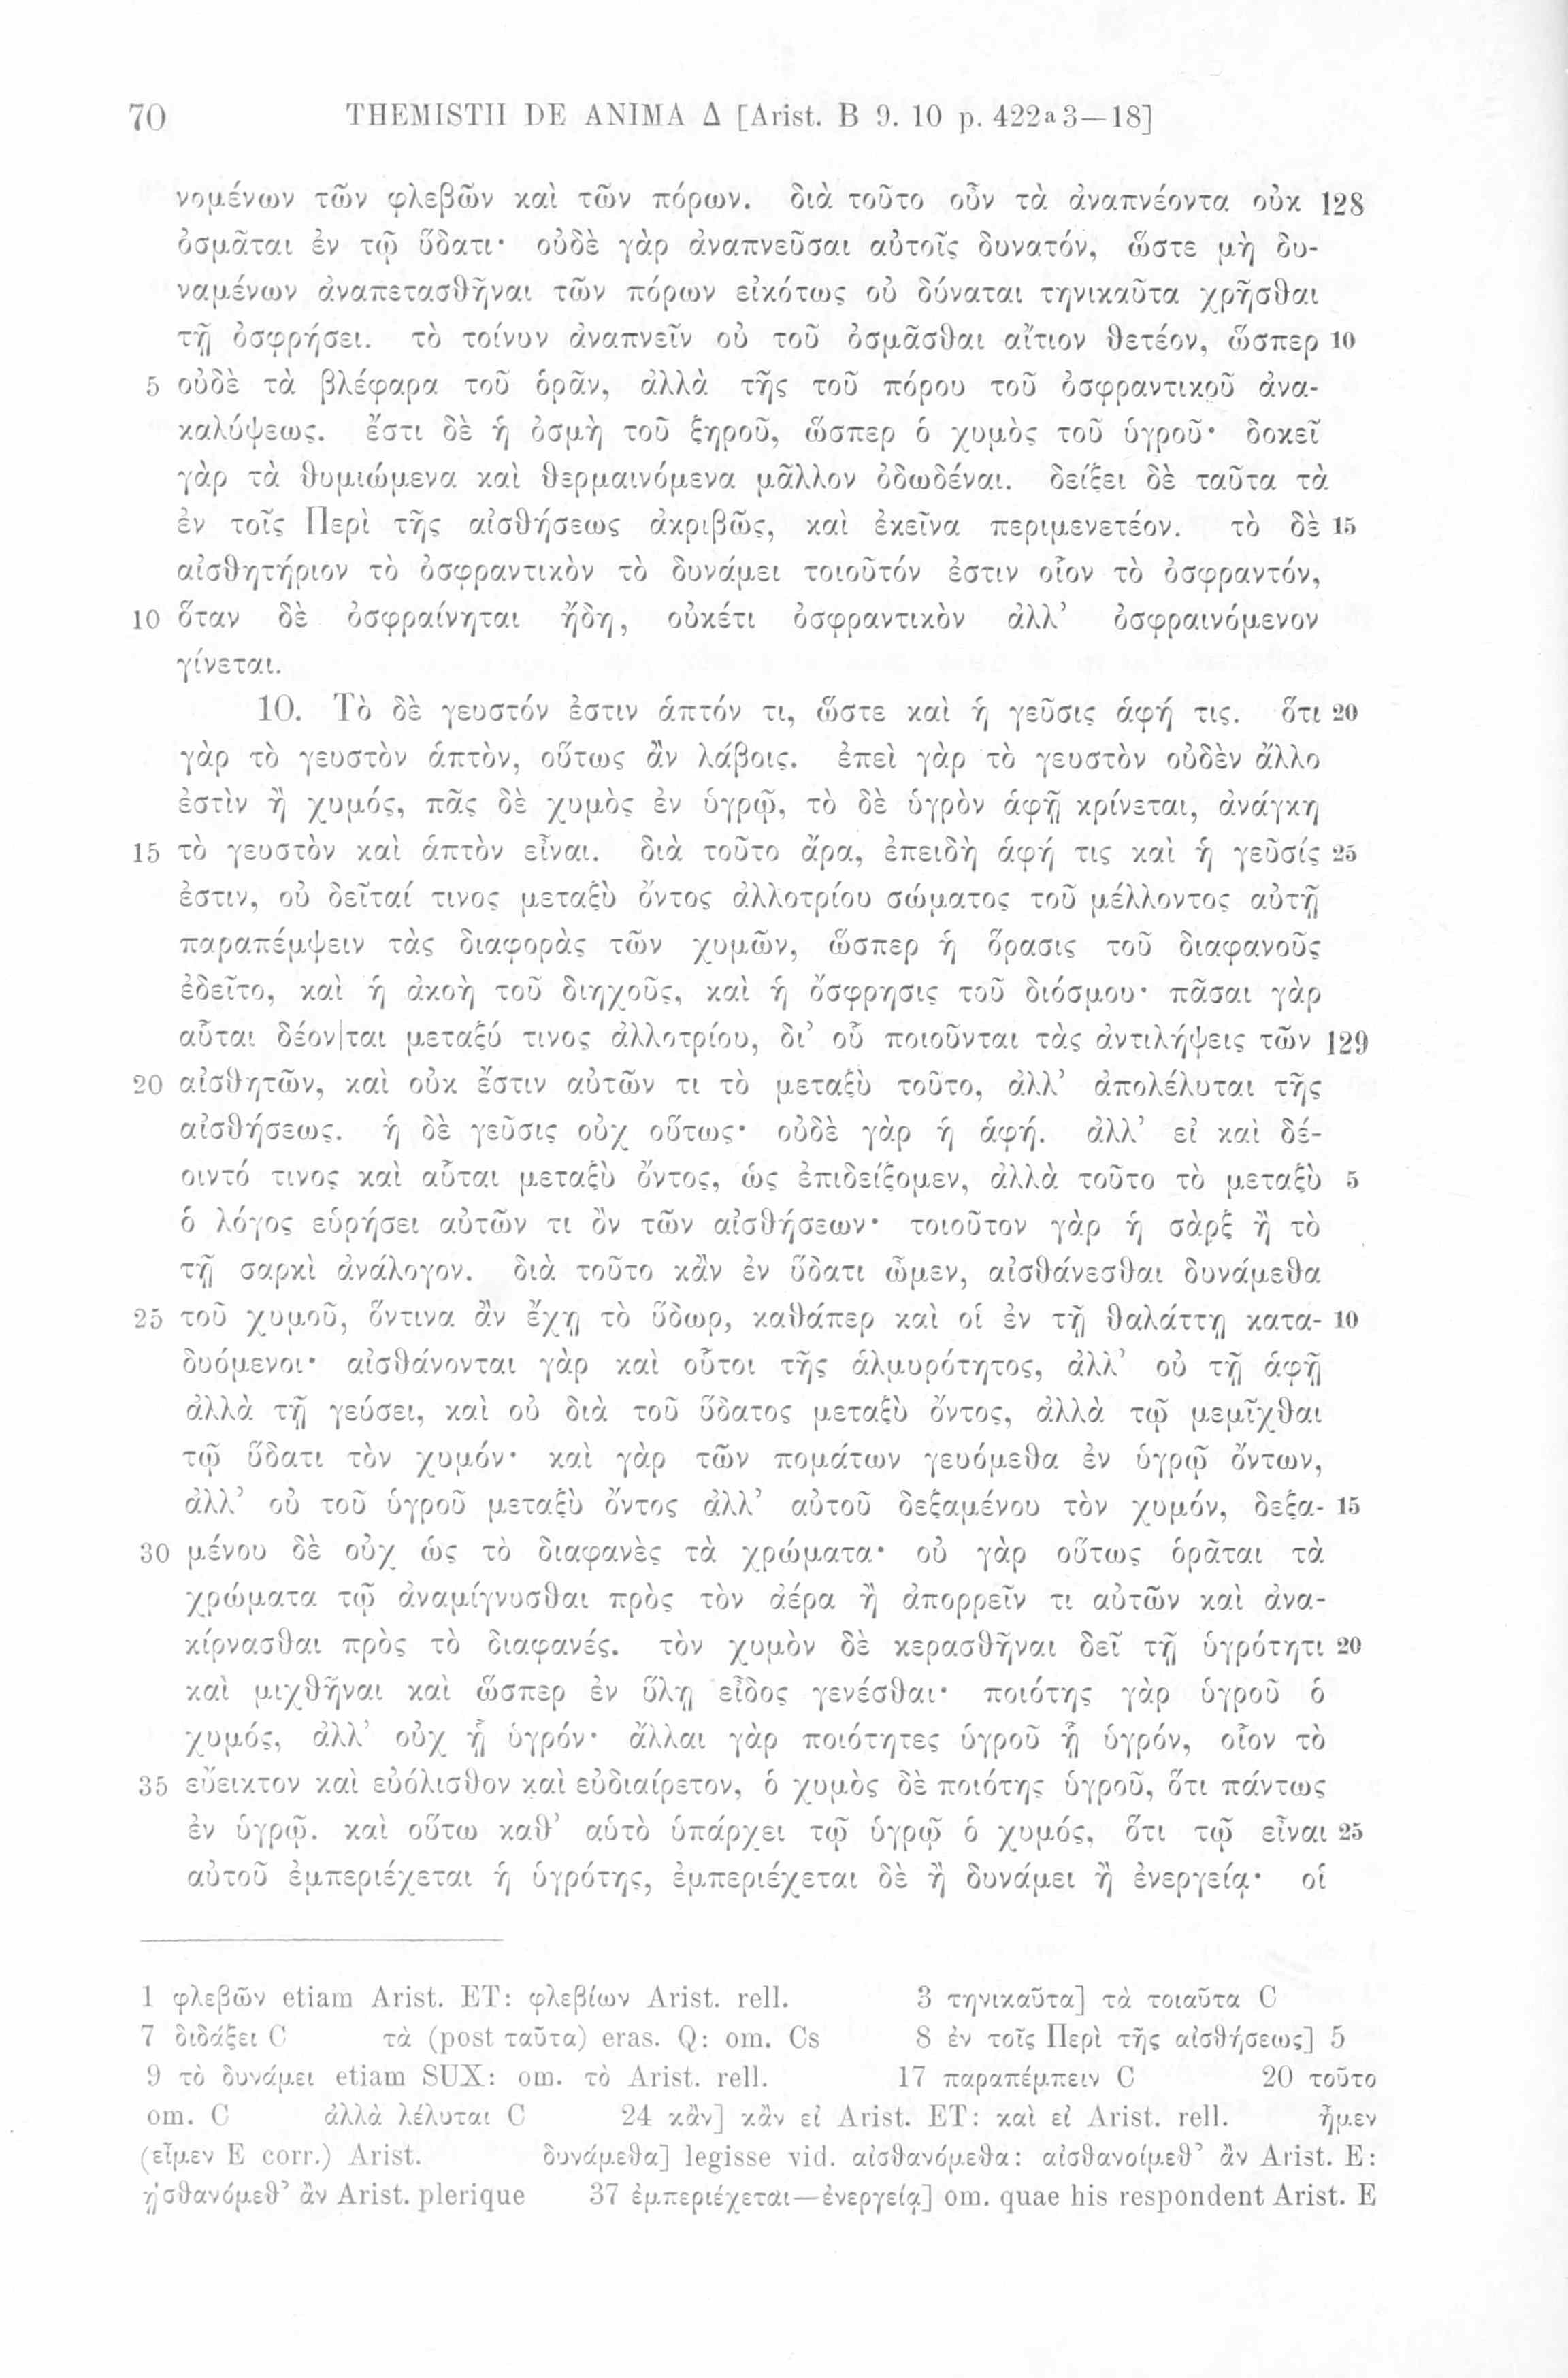 70 THEMISTII DE ANIMA Δ [Arist. B 9. 10 p. 422a3—18]
νομένων τῶν φλεβῶν καὶ τῶν πόρων. διὰ τοῦτο οὖν τὰ ἀναπνέοντα οὐκ 128
ὀσμᾶται ἐν τῷ ὕδατι· οὐδὲ γὰρ ἀναπνεῦσαι αὐτοῖς δυνατόν, ὥστε μὴ δυ-
ναμένων ἀναπετασθῆναι τῶν πόρων εἰκότως οὐ δύναται τηνικαῦτα χρῆσθαι
τῇ ὀσφρήσει. τὸ τοίνυν ἀναπνεῖν οὐ τοῦ ὀσμᾶσθαι αἴτιον θετέον, ὥσπερ 10
5 οὐδὲ τὰ βλέφαρα τοῦ ὁρᾶν, ἀλλὰ τῆς τοῦ πόρου τοῦ ὀσφραντικοῦ ἀνα-
καλύψεως. ἔστι δὲ ἡ ὀσμὴ τοῦ ξηροῦ, ὥσπερ ὁ χυμὸς τοῦ ὑγροῦ· δοκεῖ
γὰρ τὰ θυμιώμενα καὶ θερμαινόμενα μᾶλλον ὀδωδέναι. δείξει δὲ ταῦτα τὰ
ἐν τοῖς Περὶ τῆς αἰσθήσεως ἀκριβῶς, καὶ ἐκεῖνα περιμενετέον. τὸ δὲ 15
αἰσθητήριον τὸ ὀσφραντικὸν τὸ δυνάμει τοιοῦτόν ἐστιν οἷον τὸ ὀσφραντόν,
10 ὅταν δὲ ὀσφραίνηται ἤδη, οὐκέτι ὀσφραντικὸν ἀλλ’ ὀσφραινόμενον
γίνεται.
10. Τὸ δὲ γευστόν ἐστιν ἁπτόν τι, ὥστε καὶ ἡ γεῦσις ἁφή τις. ὅτι 20
γὰρ τὸ γευστὸν ἁπτὸν, οὕτως ἂν λάβοις. ἐπεὶ γὰρ τὸ γευστὸν οὐδὲν ἄλλο
ἐστὶν ἢ χυμός, πᾶς δὲ χυμὸς ἐν ὑγρῷ, τὸ δὲ ὑγρὸν ἁφῇ κρίνεται, ἀνάγκη
15 τὸ γευστὸν καὶ ἁπτὸν εἶναι. διὰ τοῦτο ἄρα, ἐπειδὴ ἁφή τις καὶ ἡ γεῦσίς 25
ἐστιν, οὐ δεῖταί τινος μεταξὺ ὄντος ἀλλοτρίου σώματος τοῦ μέλλοντος αὐτῇ
παραπέμψειν τὰς διαφορὰς τῶν χυμῶν, ὥσπερ ἡ ὅρασις τοῦ διαφανοῦς
ἐδεῖτο, καὶ ἡ ἀκοὴ τοῦ διηχοῦς, καὶ ἡ ὄσφρησις τοῦ διόσμου· πᾶσαι γὰρ
αὗται δέον|ται μεταξύ τινος ἀλλοτρίου, δι’ οὗ ποιοῦνται τὰς ἀντιλήψεις τῶν 129
20 αἰσθητῶν, καὶ οὐκ ἔστιν αὐτῶν τι τὸ μεταξὺ τοῦτο, ἀλλ’ ἀπολέλυται τῆς
αἰσθήσεως. ἡ δὲ γεῦσις οὐχ οὕτως· οὐδὲ γὰρ ἡ ἁφή. ἀλλ’ εἰ καὶ δέ-
οιντό τινος καὶ αὗται μεταξὺ ὄντος, ὡς ἐπιδείξομεν, ἀλλὰ τοῦτο τὸ μεταξὺ 5
ὁ λόγος εὑρήσει αὐτῶν τι ὂν τῶν αἰσθήσεων· τοιοῦτον γὰρ ἡ σὰρξ ἢ τὸ
τῇ σαρκὶ ἀνάλογον. διὰ τοῦτο κἂν ἐν ὕδατι ὦμεν, αἰσθάνεσθαι δυνάμεθα
25 τοῦ χυμοῦ, ὅντινα ἂν ἔχῃ τὸ ὕδωρ, καθάπερ καὶ οἱ ἐν τῇ θαλάττῃ κατα- 10
δυόμενοι· αἰσθάνονται γὰρ καὶ οὗτοι τῆς ἁλμυρότητος, ἀλλ’ οὐ τῇ ἁφῇ
ἀλλὰ τῇ γεύσει, καὶ οὐ διὰ τοῦ ὕδατος μεταξὺ ὄντος, ἀλλὰ τῷ μεμῖχθαι
τῷ ὕδατι τὸν χυμόν· καὶ γὰρ τῶν πομάτων γευόμεθα ἐν ὑγρῷ ὄντων,
ἀλλ’ οὐ τοῦ ὑγροῦ μεταξὺ ὄντος ἀλλ’ αὐτοῦ δεξαμένου τὸν χυμόν, δεξα- 15
30 μένου δὲ οὐχ ὡς τὸ διαφανὲς τὰ χρώματα· οὐ γὰρ οὕτως ὁρᾶται τὰ
χρώματα τῷ ἀναμίγνυσθαι πρὸς τὸν ἀέρα ἢ ἀπορρεῖν τι αὐτῶν καὶ ἀνα-
κίρνασθαι πρὸς τὸ διαφανές. τὸν χυμὸν δὲ κερασθῆναι δεῖ τῇ ὑγρότητι 20
καὶ μιχθῆναι καὶ ὥσπερ ἐν ὕλῃ εἶδος γενέσθαι· ποιότης γὰρ ὑγροῦ ὁ
χυμός, ἀλλ’ οὐχ ᾗ ὑγρόν· ἄλλαι γὰρ ποιότητες ὑγροῦ ᾗ ὑγρόν, οἷον τὸ
35 εὔεικτον καὶ εὐόλισθον καὶ εὐδιαίρετον, ὁ χυμὸς δὲ ποιότης ὑγροῦ, ὅτι πάντως
ἐν ὑγρῷ. καὶ οὕτω καθ’ αὑτὸ ὑπάρχει τῷ ὑγρῷ ὁ χυμός, ὅτι τῷ εἶναι 25
αὐτοῦ ἐμπεριέχεται ἡ ὑγρότης, ἐμπεριέχεται δὲ ἢ δυνάμει ἢ ἐνεργείᾳ· οἱ
1 φλεβῶν etiam Arist. ET: φλεβίων Arist. rell. 3 τηνικαῦτα] τὰ τοιαῦτα C
7 διδάξει C τὰ (post ταῦτα) eras. Q: om. Cs 8 ἐν τοῖς Περὶ τῆς αἰσθήσεως] 5
9 τὸ δυνάμει etiam SUX: om. τὸ Arist. rell. 17 παραπέμπειν C 20 τοῦτο
om. C ἀλλὰ λέλυται C 24 κἂν] κἂν εἰ Arist. ET: καὶ εἰ Arist. rell. ἦμεν
(εἶμεν E corr.) Arist. δυνάμεθα] legisse vid. αἰσθανόμεθα: αἰσθανοίμεθ’ ἂν Arist. E:
ᾐσθανόμεθ’ ἂν Arist. plerique 37 ἐμπεριέχεται—ἐνεργείᾳ] om. quae his respondent Arist. E